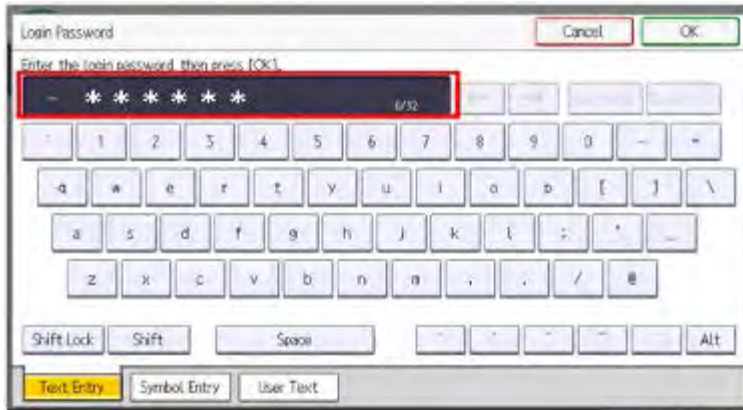 Login Password Cancel OK
Enter the login password, then press [OK].
****** 0/32
1 2 3 4 5 6 7 8 9 0 -
q w e r t y u i o p [ ] \
a s d f g h j k l ; _
z x c v b n m , . / @
Shift Lock Shift Space Alt
Text Entry Symbol Entry User Text